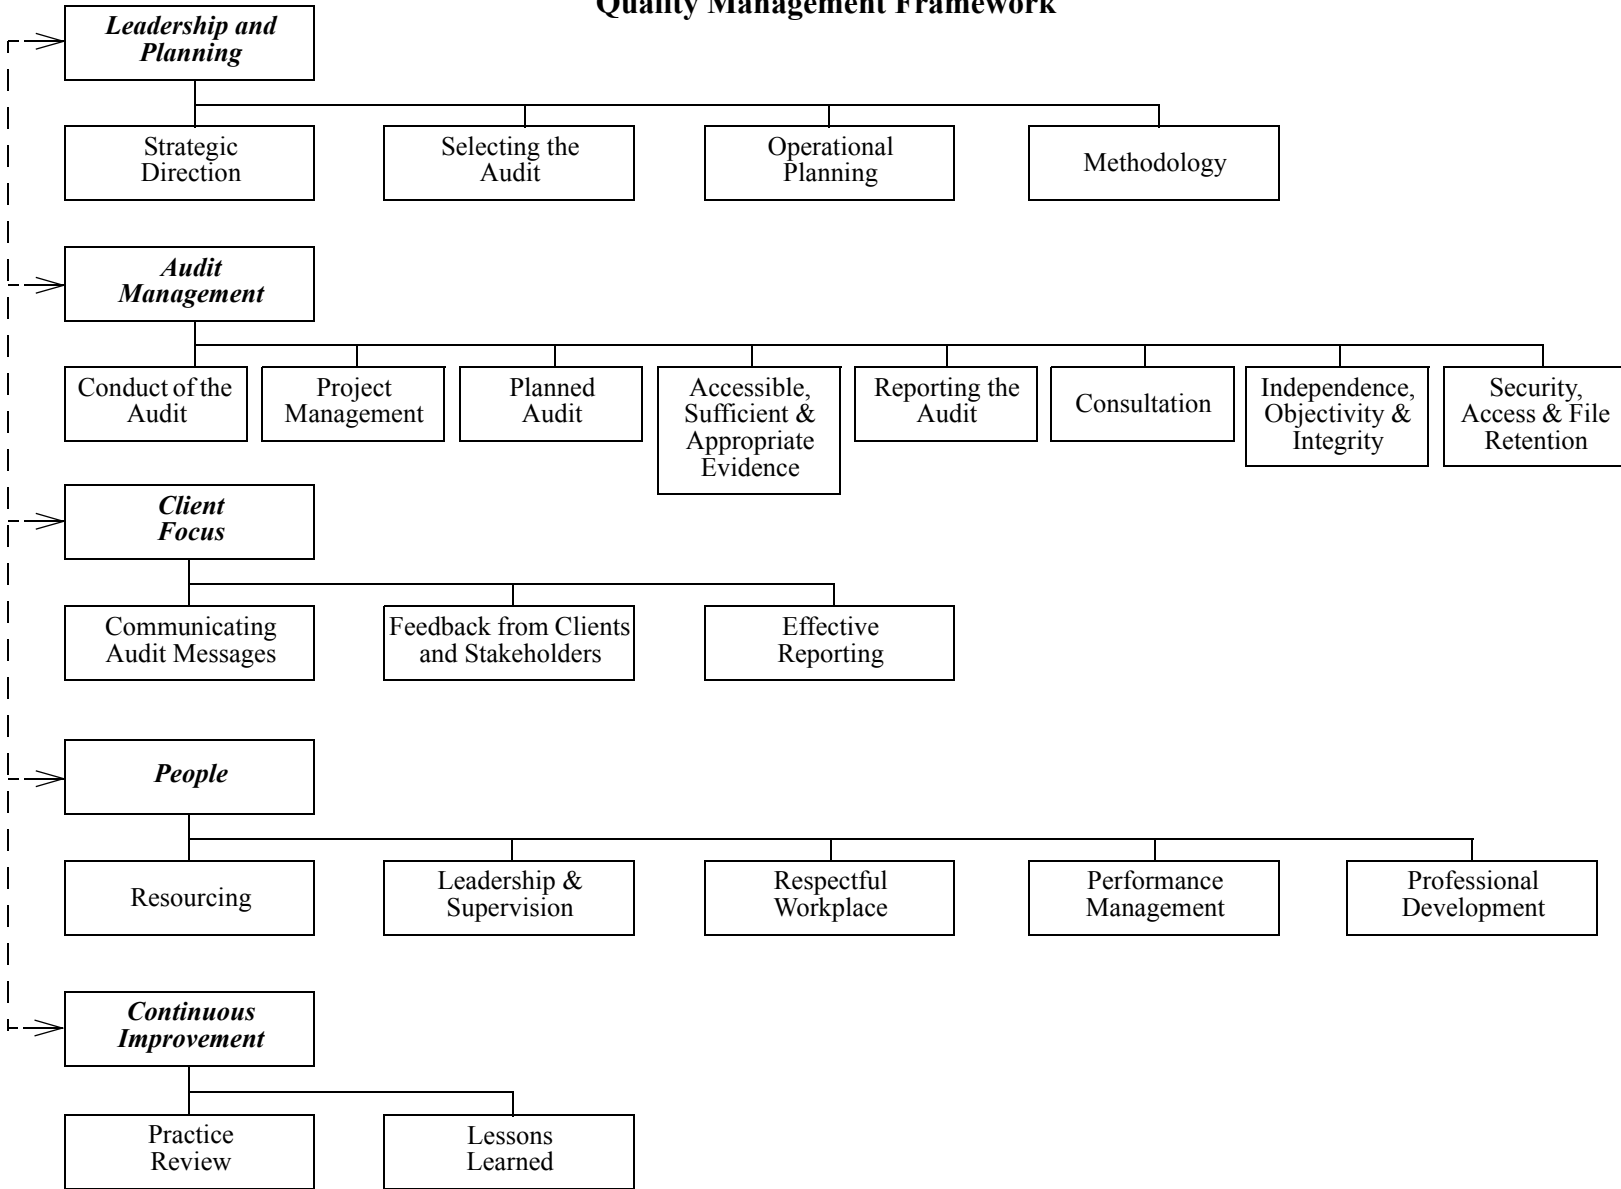 Quality Management Framework
Leadership and
Planning
Strategic
Direction
Selecting the
Audit
Operational
Planning
Methodology
Audit
Management
Conduct of the
Audit
Project
Management
Planned
Audit
Accessible,
Sufficient &
Appropriate
Evidence
Reporting the
Audit
Consultation
Independence,
Objectivity &
Integrity
Security,
Access & File
Retention
Client
Focus
Communicating
Audit Messages
Feedback from Clients
and Stakeholders
Effective
Reporting
People
Resourcing
Leadership &
Supervision
Respectful
Workplace
Performance
Management
Professional
Development
Continuous
Improvement
Practice
Review
Lessons
Learned